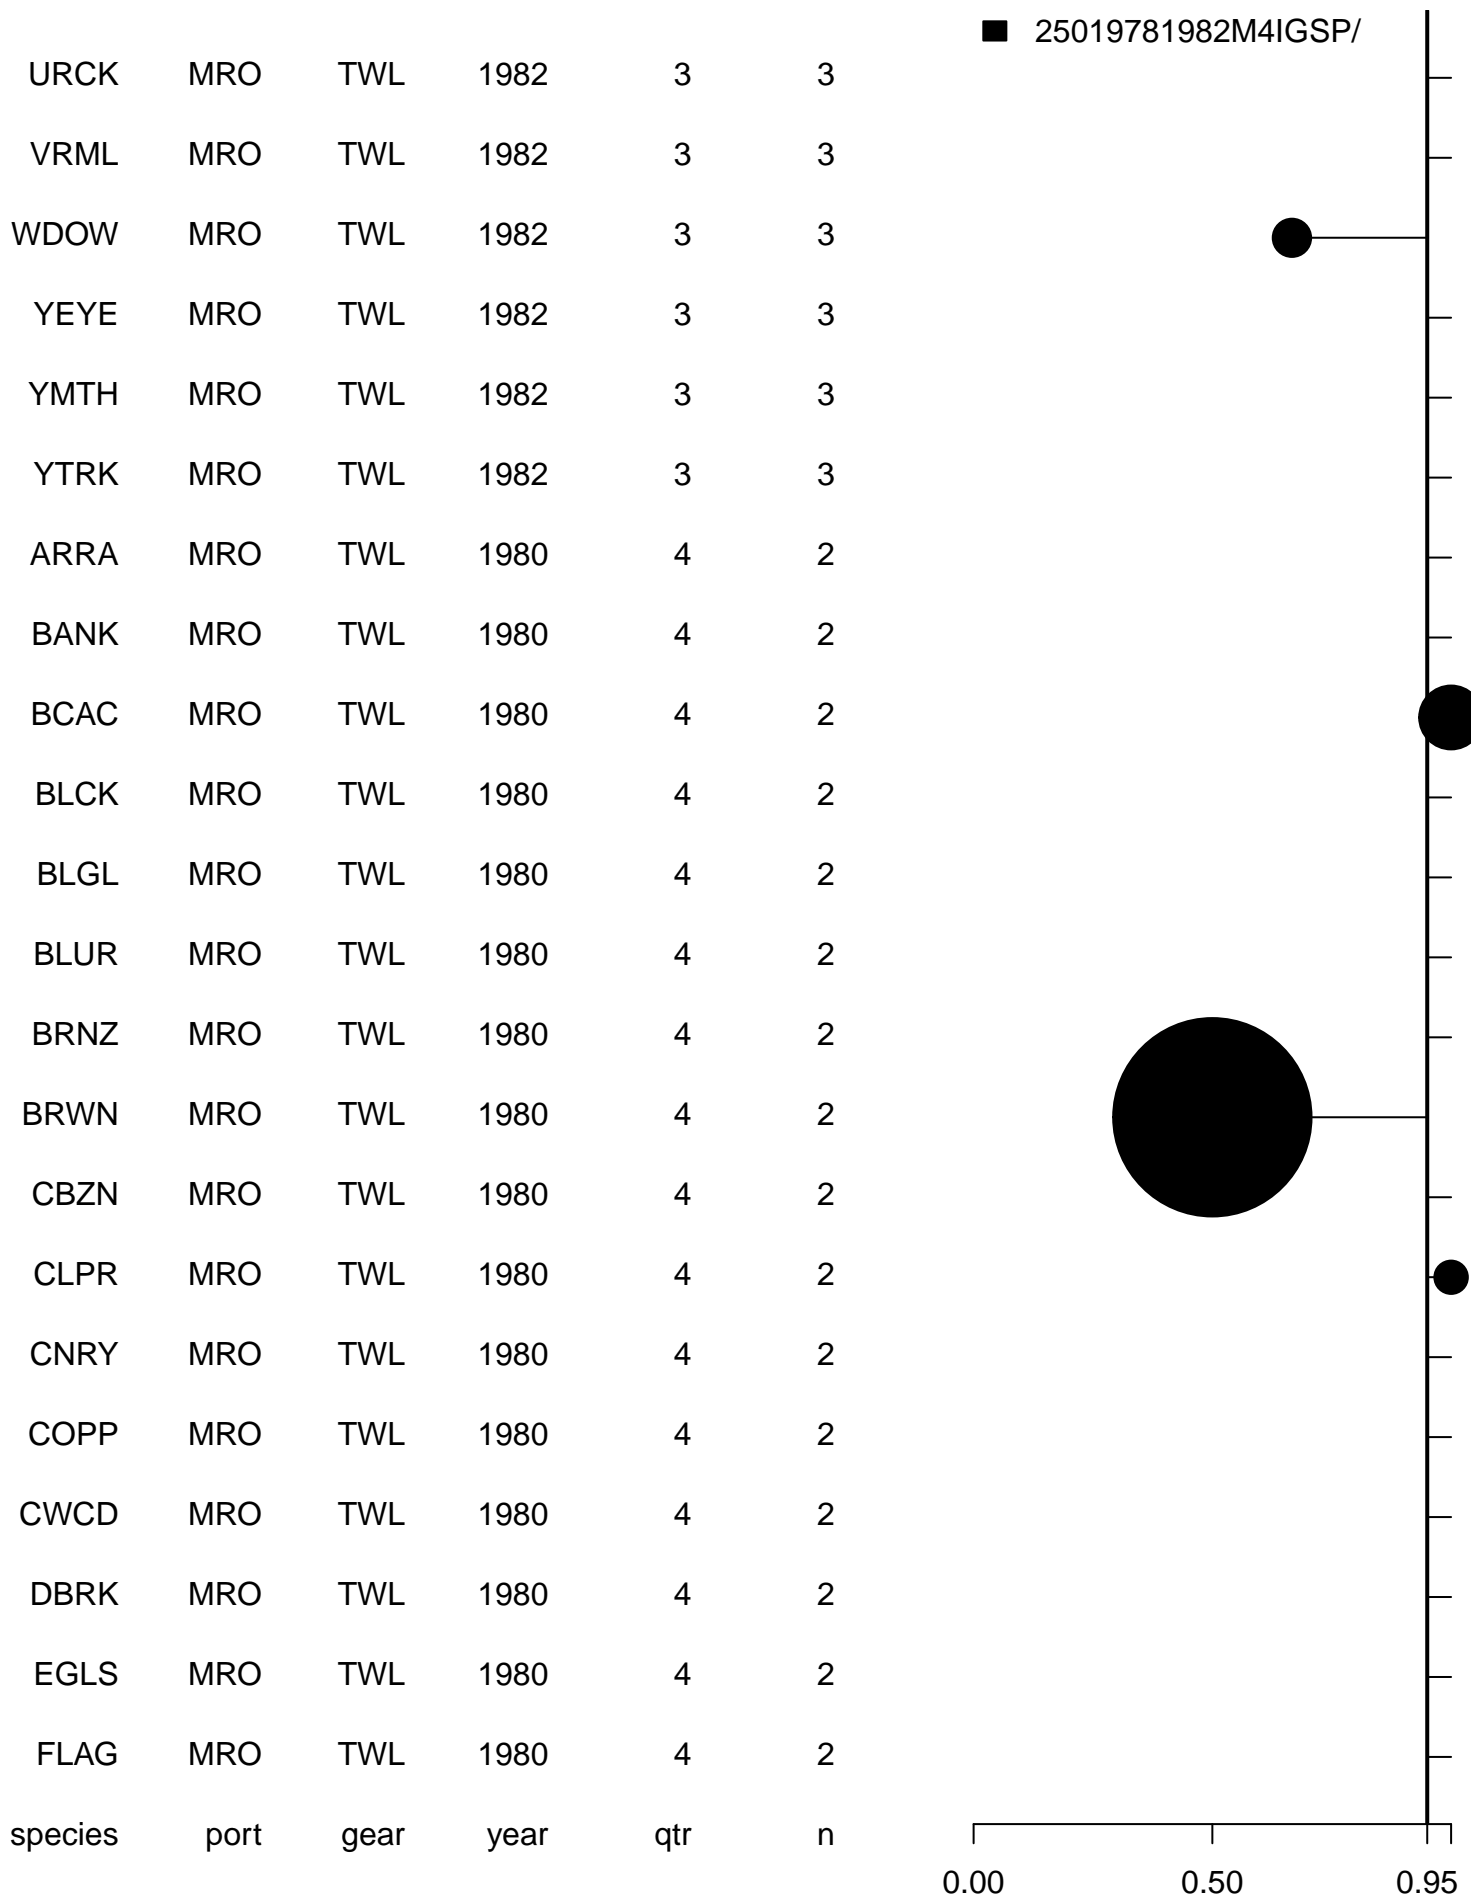 25019781982M4IGSP/
URCK MRO TWL 1982 3 3
VRML MRO TWL 1982 3 3
WDOW MRO TWL 1982 3 3
YEYE MRO TWL 1982 3 3
YMTH MRO TWL 1982 3 3
YTRK MRO TWL 1982 3 3
ARRA MRO TWL 1980 4 2
BANK MRO TWL 1980 4 2
BCAC MRO TWL 1980 4 2
BLCK MRO TWL 1980 4 2
BLGL MRO TWL 1980 4 2
BLUR MRO TWL 1980 4 2
BRNZ MRO TWL 1980 4 2
BRWN MRO TWL 1980 4 2
CBZN MRO TWL 1980 4 2
CLPR MRO TWL 1980 4 2
CNRY MRO TWL 1980 4 2
COPP MRO TWL 1980 4 2
CWCD MRO TWL 1980 4 2
DBRK MRO TWL 1980 4 2
EGLS MRO TWL 1980 4 2
FLAG MRO TWL 1980 4 2
species port gear year qtr n
0.00 0.50 0.95